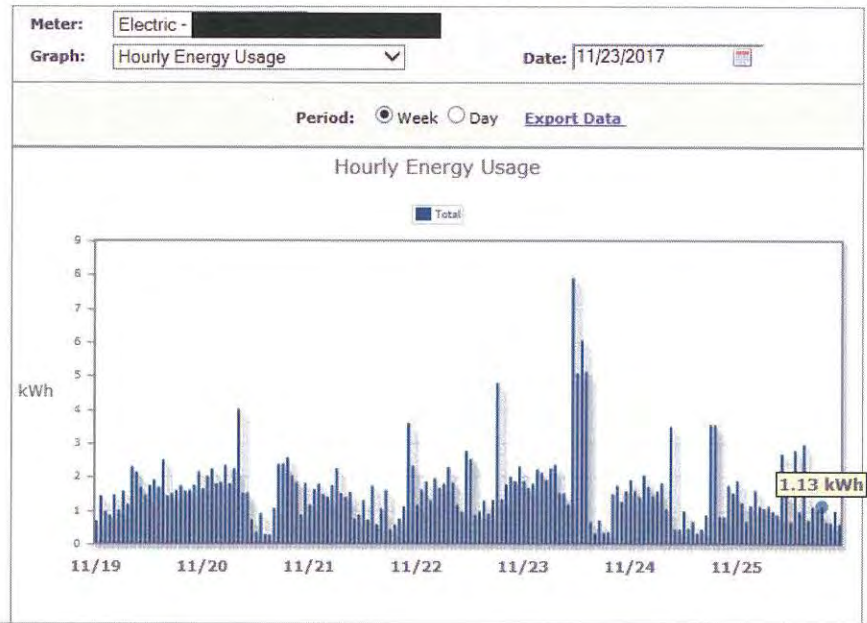 Meter: Electric -
Graph: Hourly Energy Usage Date: 11/23/2017
Period: Week Day Export Data
Hourly Energy Usage
Total
9
8
7
6
5
4
3
2
1
0
kWh
1.13 kWh
11/19 11/20 11/21 11/22 11/23 11/24 11/25